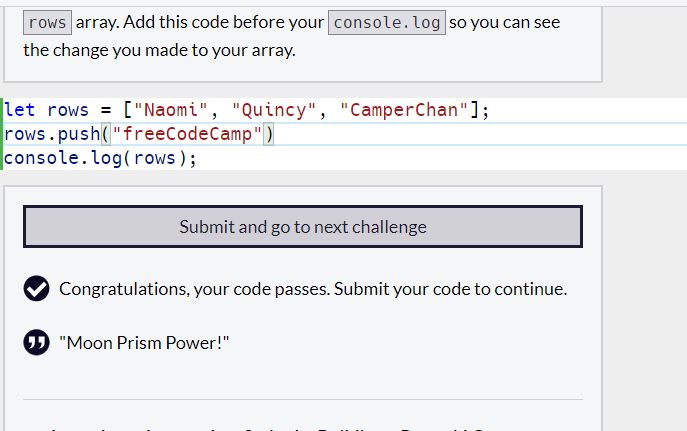 rows array. Add this code before your console.log so you can see
the change you made to your array.
let rows = ["Naomi", "Quincy", "CamperChan"];
rows.push("freeCodeCamp")
console.log(rows);
Submit and go to next challenge
Congratulations, your code passes. Submit your code to continue.
"Moon Prism Power!"